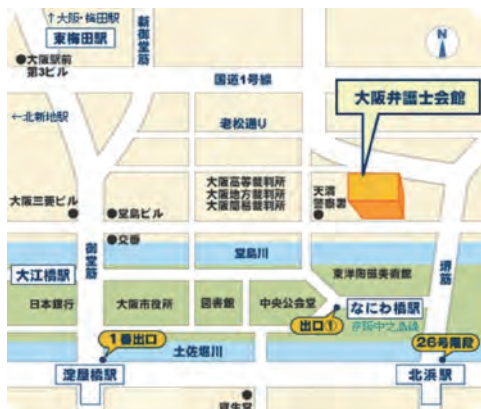 ↑大阪・梅田駅
東梅田駅
新御堂筋
N
●大阪駅前
第3ビル
国道1号線
大阪弁護士会館
←北新地駅
老松通り
大阪高等裁判所
大阪地方裁判所
大阪簡易裁判所
天満
警察署
大阪三菱ビル
堂島ビル
交番
御堂筋
堂島川
堺筋
大江橋駅
東洋陶磁美術館
日本銀行
大阪市役所
図書館
中央公会堂
なにわ橋駅
出口①
京阪中之島線
1番出口
土佐堀川
26号階段
淀屋橋駅
北浜駅